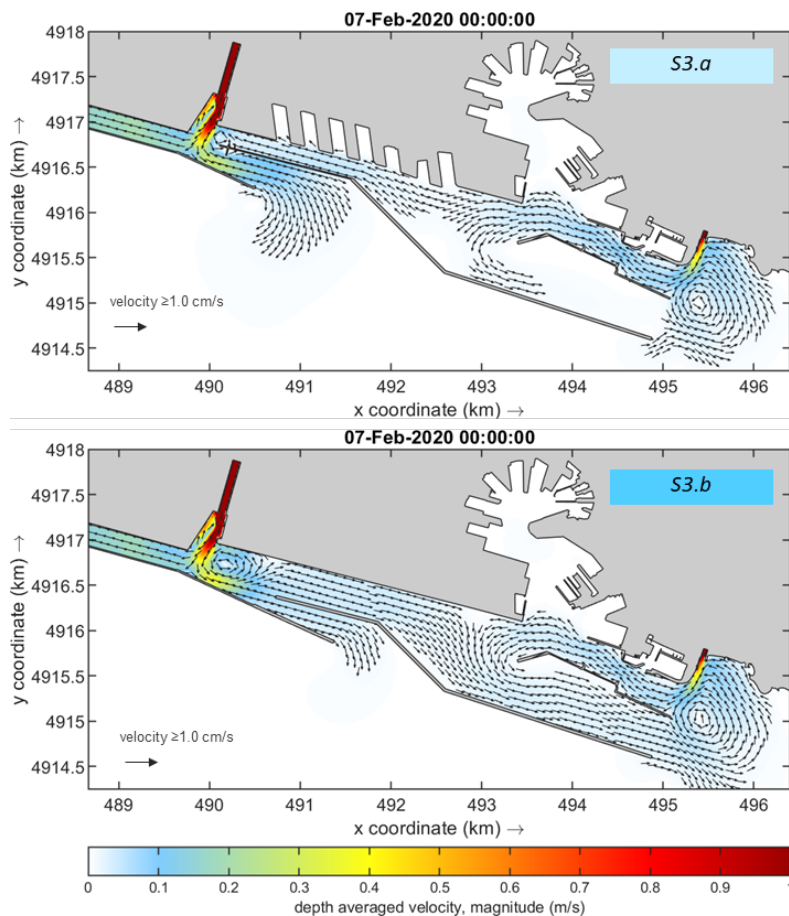 07-Feb-2020 00:00:00
S3.a
4918
4917.5
4917
4916.5
4916
4915.5
4915
4914.5
y coordinate (km) →
velocity ≥1.0 cm/s
489 490 491 492 493 494 495 496
x coordinate (km) →
07-Feb-2020 00:00:00
S3.b
4918
4917.5
4917
4916.5
4916
4915.5
4915
4914.5
y coordinate (km) →
velocity ≥1.0 cm/s
489 490 491 492 493 494 495 496
x coordinate (km) →
0 0.1 0.2 0.3 0.4 0.5 0.6 0.7 0.8 0.9
depth averaged velocity, magnitude (m/s)